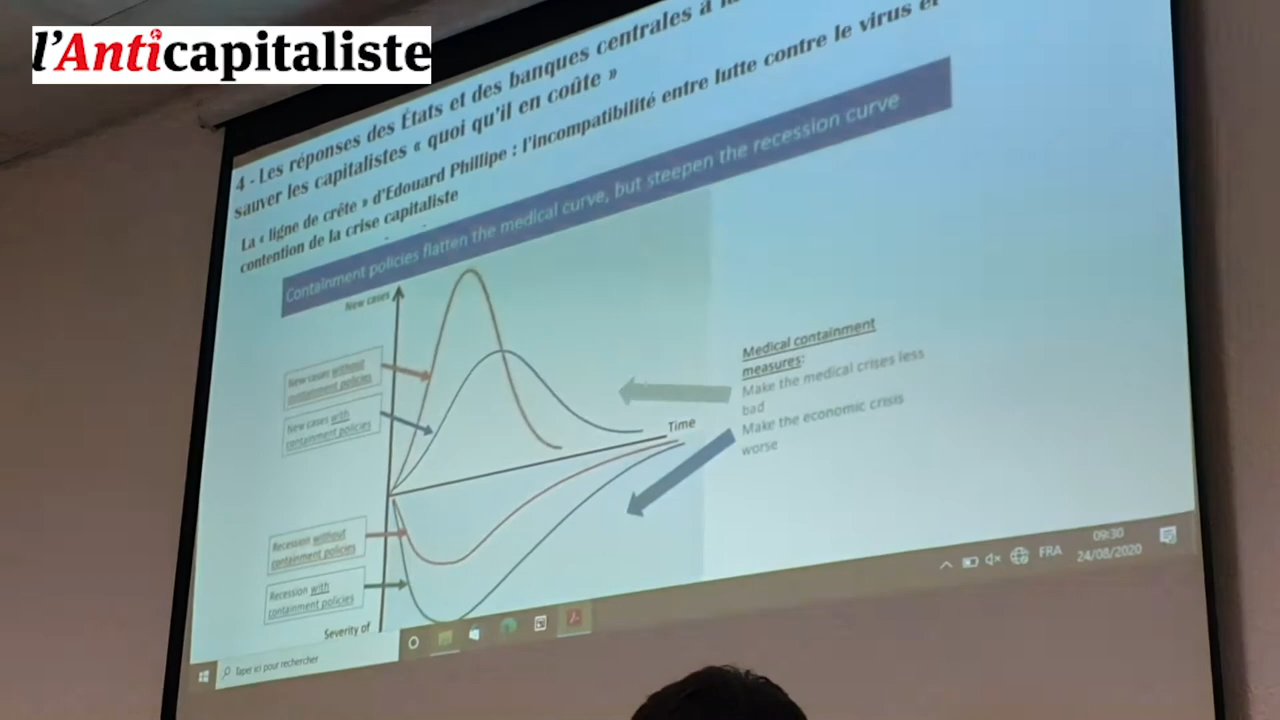 l'Anticapitaliste
4 - Les réponses des États et des banques centrales à
sauver les capitalistes « quoi qu'il en coûte »
La « ligne de crête » d'Edouard Phillipe : l'incompatibilité entre lutte contre le virus et
contention de la crise capitaliste
Containment policies flatten the medical curve, but steepen the recession curve
New cases
New cases without
containment policies
New cases with
containment policies
Medical containment
measures:
Make the medical crises less
bad
Make the economic crisis
worse
Time
Recession without
containment policies
Recession with
containment policies
Severity of
Taper ici pour rechercher
FRA
09:30
24/08/2020